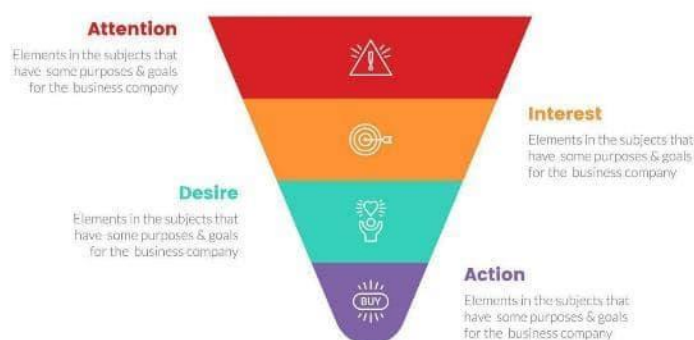 Attention
Elements in the subjects that
have some purposes & goals
for the business company
Interest
Elements in the subjects that
have some purposes & goals
for the business company
Desire
Elements in the subjects that
have some purposes & goals
for the business company
Action
Elements in the subjects that
have some purposes & goals
for the business company
BUY